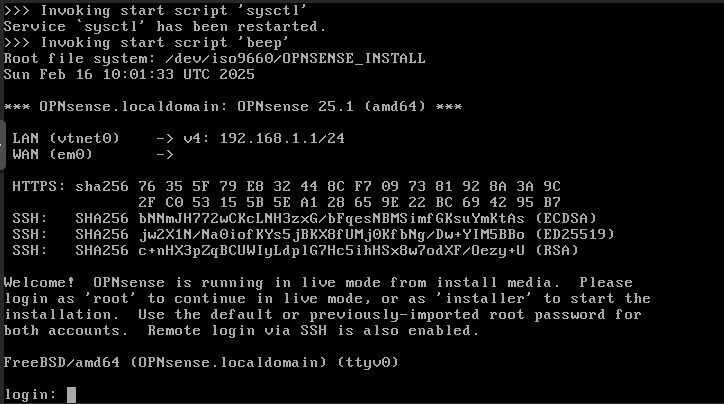 >>> Invoking start script 'sysctl'
Service `sysctl' has been restarted.
>>> Invoking start script 'beep'
Root file system: /dev/iso9660/OPNSENSE_INSTALL
Sun Feb 16 10:01:33 UTC 2025
*** OPNsense.localdomain: OPNsense 25.1 (amd64) ***
LAN (vtnet0) -> v4: 192.168.1.1/24
WAN (em0) ->
HTTPS: sha256 76 35 5F 79 E8 32 44 8C F7 09 73 81 92 8A 3A 9C
2F C0 53 15 5B 5E A1 28 65 9E 22 BC 69 42 95 B7
SSH: SHA256 bNNmJH772wCKcLNH3zxG/bFqesNBMSimfGKsuYmKtAs (ECDSA)
SSH: SHA256 jw2X1N/Na0iofKYs5jBKX8fUMj0KfbNg/Dw+YIM5BBo (ED25519)
SSH: SHA256 c+nHX3pZqBCUWIyLdplG7Hc5ihHSx8w7odXF/Oezy+U (RSA)
Welcome! OPNsense is running in live mode from install media. Please
login as 'root' to continue in live mode, or as 'installer' to start the
installation. Use the default or previously-imported root password for
both accounts. Remote login via SSH is also enabled.
FreeBSD/amd64 (OPNsense.localdomain) (ttyv0)
login: